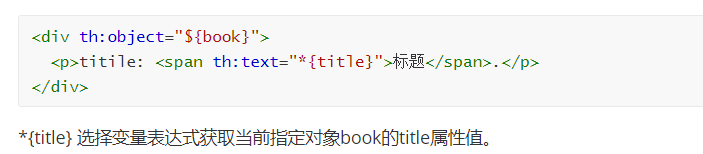 <div th:object="${book}">
<p>titile: <span th:text="*{title}">标题</span>.</p>
</div>
*{title} 选择变量表达式获取当前指定对象book的title属性值。